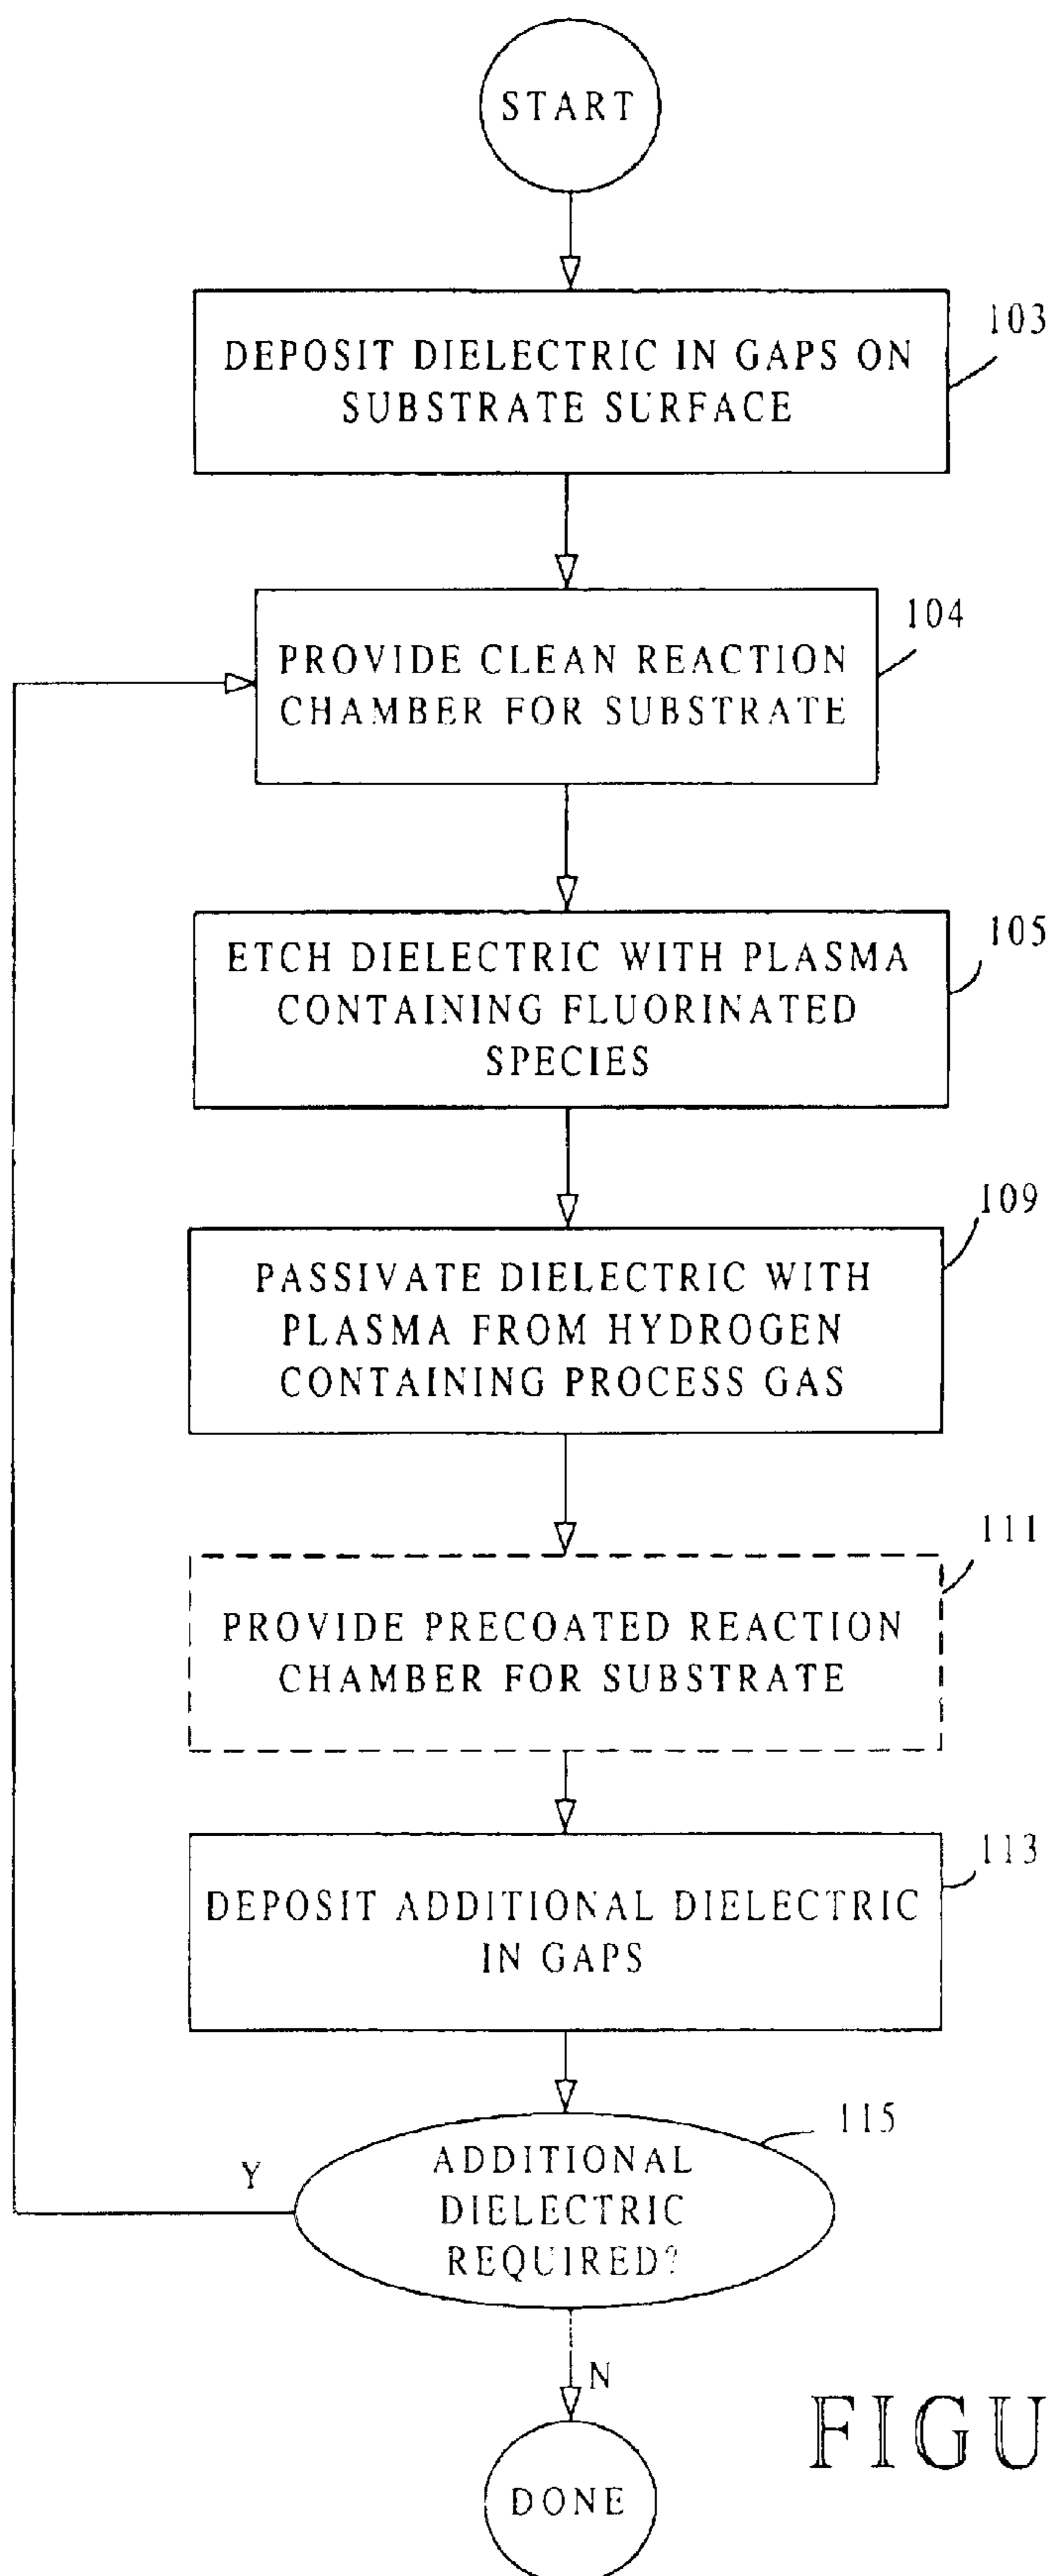 START
103
DEPOSIT DIELECTRIC IN GAPS ON
SUBSTRATE SURFACE
104
PROVIDE CLEAN REACTION
CHAMBER FOR SUBSTRATE
105
ETCH DIELECTRIC WITH PLASMA
CONTAINING FLUORINATED
SPECIES
109
PASSIVATE DIELECTRIC WITH
PLASMA FROM HYDROGEN
CONTAINING PROCESS GAS
111
PROVIDE PRECOATED REACTION
CHAMBER FOR SUBSTRATE
113
DEPOSIT ADDITIONAL DIELECTRIC
IN GAPS
115
Y
ADDITIONAL
DIELECTRIC
REQUIRED?
N
FIGU
DONE